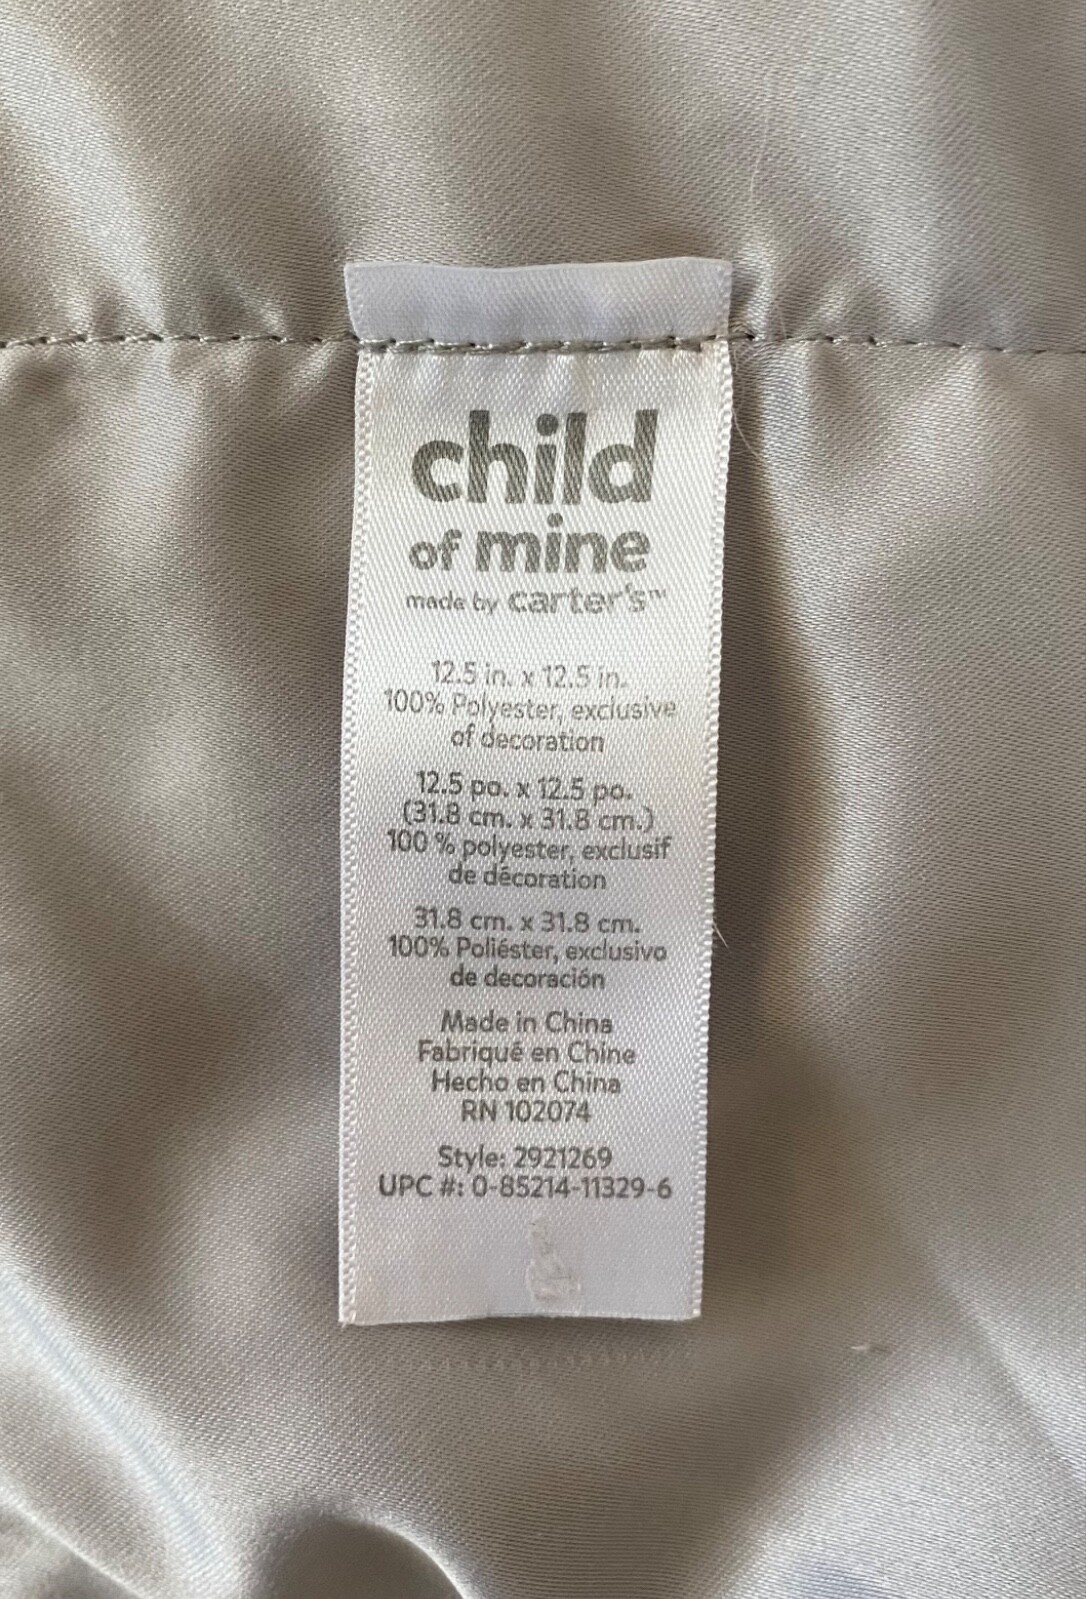 child
of mine
made by carter's™
12.5 in. x 12.5 in.
100% Polyester, exclusive
of decoration
12.5 po. x 12.5 po.
(31.8 cm. x 31.8 cm.)
100 % polyester, exclusif
de décoration
31.8 cm. x 31.8 cm.
100% Poliéster, exclusivo
de decoración
Made in China
Fabriqué en Chine
Hecho en China
RN 102074
Style: 2921269
UPC #: 0-85214-11329-6